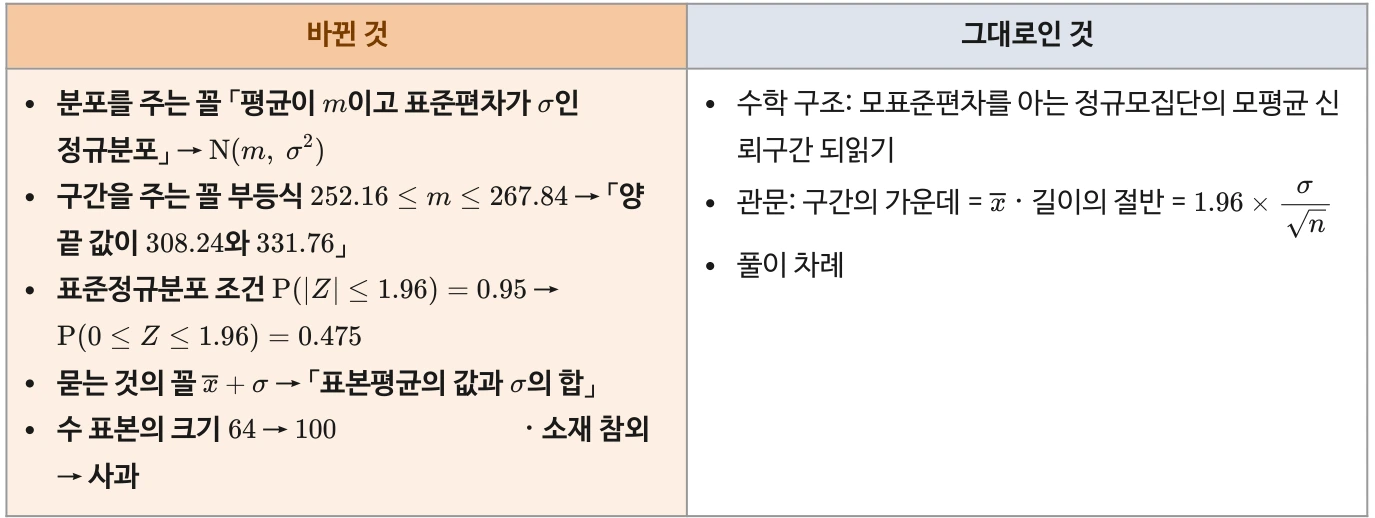 바뀐 것
그대로인 것
• 분포를 주는 꼴 「평균이 m이고 표준편차가 σ인
정규분포」 → N(m, σ²)
• 구간을 주는 꼴 부등식 252.16 ≤ m ≤ 267.84 → 「양
끝 값이 308.24와 331.76」
• 표준정규분포 조건 P(|Z| ≤ 1.96) = 0.95 →
P(0 ≤ Z ≤ 1.96) = 0.475
• 묻는 것의 꼴 x̅ + σ → 「표본평균의 값과 σ의 합」
• 수 표본의 크기 64 → 100 · 소재 참외
→ 사과
• 수학 구조: 모표준편차를 아는 정규모집단의 모평균 신
뢰구간 되읽기
• 관문: 구간의 가운데 = x̅ · 길이의 절반 = 1.96 × σ/√n
• 풀이 차례